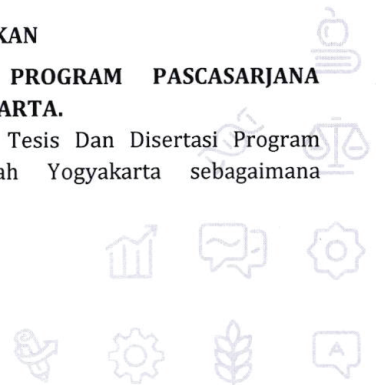 KAN
PROGRAM PASCASARJANA
ARTA.
Tesis Dan Disertasi Program
ah Yogyakarta sebagaimana
A